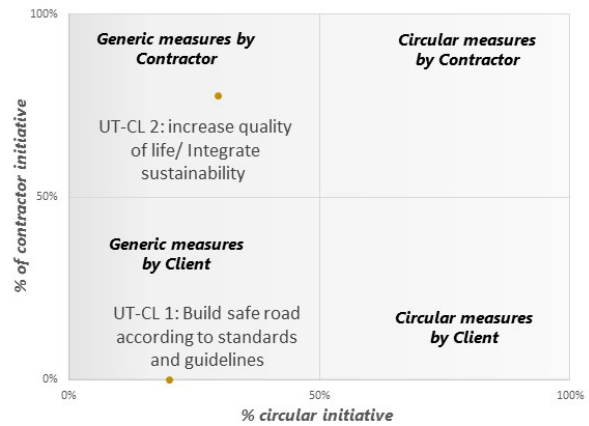 100%
Generic measures by
Contractor
Circular measures
by Contractor
UT-CL 2: increase quality
of life/ Integrate
sustainability
50%
% of contractor initiative
Generic measures
by Client
UT-CL 1: Build safe road
according to standards
and guidelines
Circular measures
by Client
0%
0%
50%
100%
% circular initiative